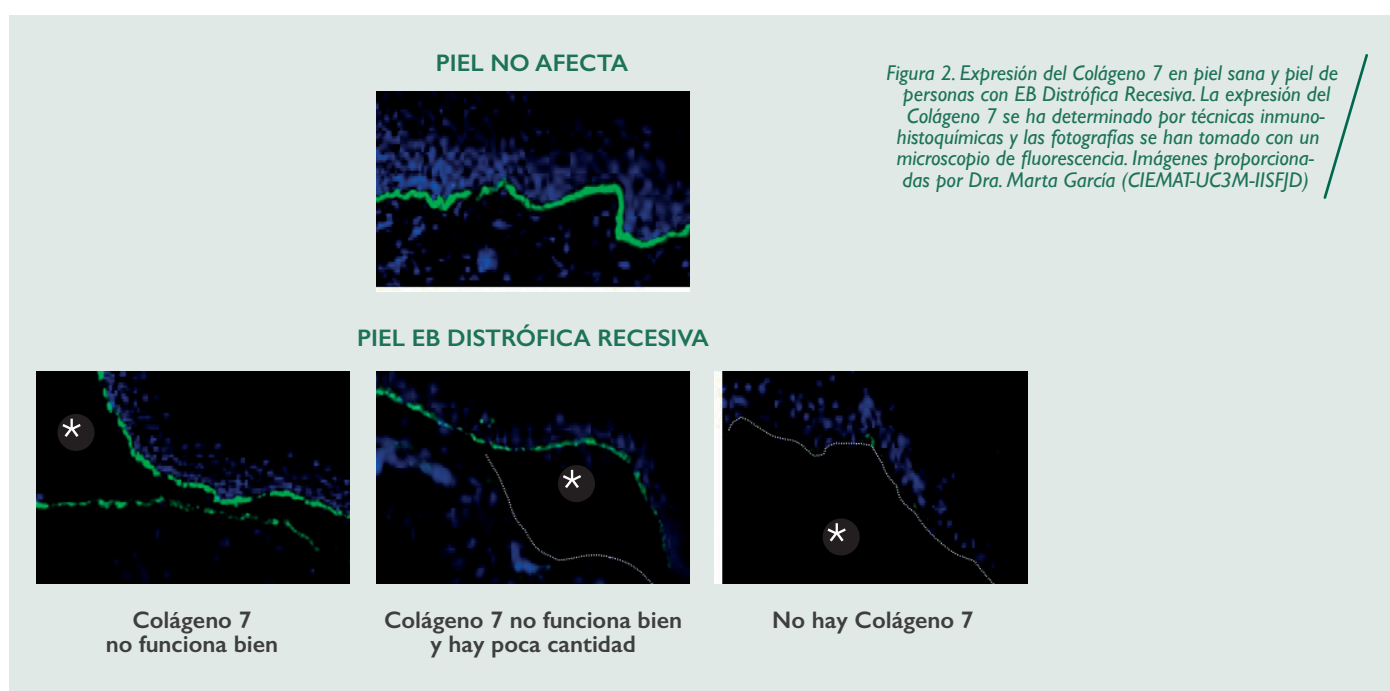 PIEL NO AFECTA
Figura 2. Expresión del Colágeno 7 en piel sana y piel de
personas con EB Distrófica Recesiva. La expresión del
Colágeno 7 se ha determinado por técnicas inmuno-
histoquímicas y las fotografías se han tomado con un
microscopio de fluorescencia. Imágenes proporciona-
das por Dra. Marta García (CIEMAT-UC3M-IISFJD)
PIEL EB DISTRÓFICA RECESIVA
*
*
*
Colágeno 7
no funciona bien
Colágeno 7 no funciona bien
y hay poca cantidad
No hay Colágeno 7